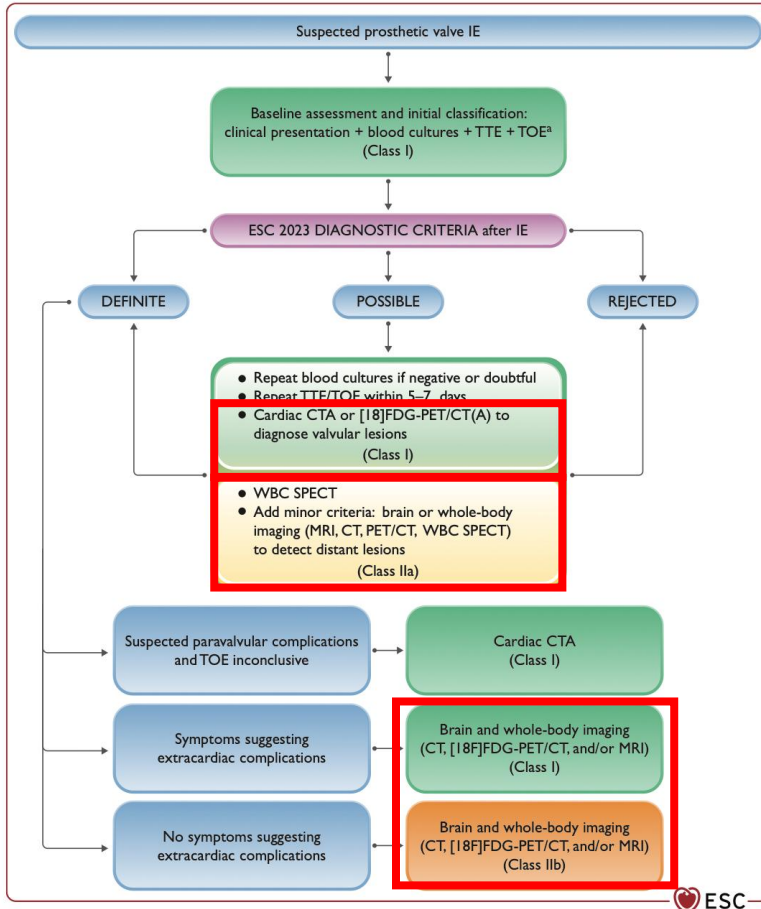 Suspected prosthetic valve IE
Baseline assessment and initial classification:
clinical presentation + blood cultures + TTE + TOEᵃ
(Class I)
ESC 2023 DIAGNOSTIC CRITERIA after IE
DEFINITE
POSSIBLE
REJECTED
• Repeat blood cultures if negative or doubtful
• Repeat TTE/TOE within 5–7 days
• Cardiac CTA or [18]FDG-PET/CT(A) to
diagnose valvular lesions
(Class I)
• WBC SPECT
• Add minor criteria: brain or whole-body
imaging (MRI, CT, PET/CT, WBC SPECT)
to detect distant lesions
(Class IIa)
Suspected paravalvular complications
and TOE inconclusive
Cardiac CTA
(Class I)
Symptoms suggesting
extracardiac complications
Brain and whole-body imaging
(CT, [18F]FDG-PET/CT, and/or MRI)
(Class I)
No symptoms suggesting
extracardiac complications
Brain and whole-body imaging
(CT, [18F]FDG-PET/CT, and/or MRI)
(Class IIb)
ESC